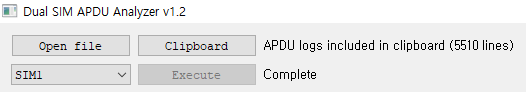 Dual SIM APDU Analyzer v1.2
Open file Clipboard APDU logs included in clipboard (5510 lines)
SIM1 Execute Complete